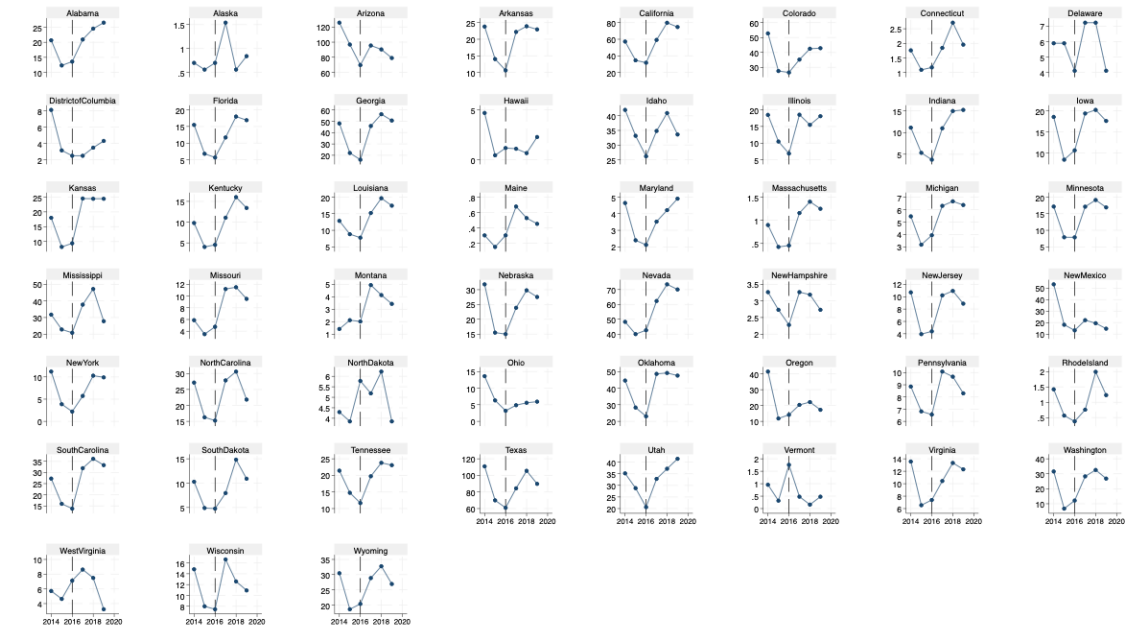 Alabama Alaska Arizona Arkansas California Colorado Connecticut Delaware
25 20 15 10
1.5 1 .5
120 100 80 60
25 20 15 10
80 60 40 20
60 50 40 30
2.5 2 1.5 1
7 6 5 4
DistrictofColumbia Florida Georgia Hawaii Idaho Illinois Indiana Iowa
8 6 4 2
20 15 10 5
60 50 40 30 20
5 0
40 35 30 25
20 15 10 5
15 10 5
20 15 10
Kansas Kentucky Louisiana Maine Maryland Massachusetts Michigan Minnesota
25 20 15 10
15 10 5
20 15 10 5
.8 .6 .4 .2
5 4 3 2
1.5 1 .5
7 6 5 4 3
20 15 10 5
Mississippi Missouri Montana Nebraska Nevada NewHampshire NewJersey NewMexico
50 40 30 20
12 10 8 6 4
5 4 3 2 1
30 25 20 15
70 60 50 40
3.5 3 2.5 2
12 10 8 6 4
50 40 30 20 10
NewYork NorthCarolina NorthDakota Ohio Oklahoma Oregon Pennsylvania RhodeIsland
10 5 0
30 25 20 15
6 5.5 5 4.5 4
15 10 5 0
50 40 30 20
40 30 20 10
10 9 8 7 6
2 1.5 1 .5 0
SouthCarolina SouthDakota Tennessee Texas Utah Vermont Virginia Washington
35 30 25 20 15
15 10 5
25 20 15 10
120 100 80 60
40 35 30 25 20
2 1.5 1 .5 0
14 12 10 8 6
40 30 20 10
2014 2016 2018 2020 2014 2016 2018 2020 2014 2016 2018 2020 2014 2016 2018 2020 2014 2016 2018 2020
WestVirginia Wisconsin Wyoming
10 8 6 4
16 14 12 10 8
35 30 25 20
2014 2016 2018 2020 2014 2016 2018 2020 2014 2016 2018 2020